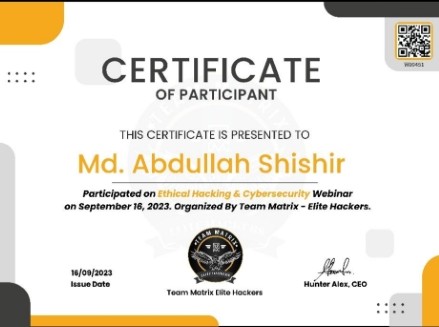 CERTIFICATE
OF PARTICIPANT
THIS CERTIFICATE IS PRESENTED TO
Md. Abdullah Shishir
Participated on Ethical Hacking & Cybersecurity Webinar
on September 16, 2023. Organized By Team Matrix - Elite Hackers.
TEAM MATRIX
16/09/2023
Issue Date
Team Matrix Elite Hackers
Hunter Alex, CEO